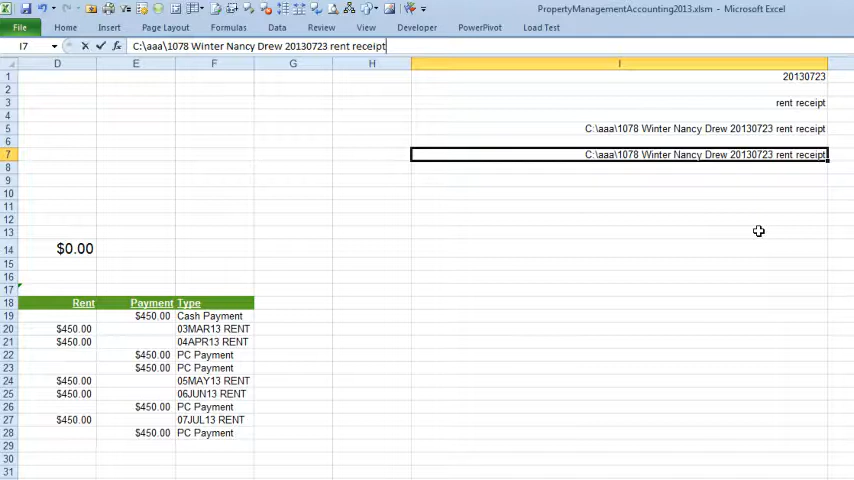 PropertyManagementAccounting2013.xlsm - Microsoft Excel
File Home Insert Page Layout Formulas Data Review View Developer PowerPivot Load Test
I7 fx C:\aaa\1078 Winter Nancy Drew 20130723 rent receipt
D E F G H I
1 20130723
2
3 rent receipt
4
5 C:\aaa\1078 Winter Nancy Drew 20130723 rent receipt
6
7 C:\aaa\1078 Winter Nancy Drew 20130723 rent receipt
8
9
10
11
12
13
14 $0.00
15
16
17
18 Rent Payment Type
19 $450.00 Cash Payment
20 $450.00 03MAR13 RENT
21 $450.00 04APR13 RENT
22 $450.00 PC Payment
23 $450.00 PC Payment
24 $450.00 05MAY13 RENT
25 $450.00 06JUN13 RENT
26 $450.00 PC Payment
27 $450.00 07JUL13 RENT
28 $450.00 PC Payment
29
30
31